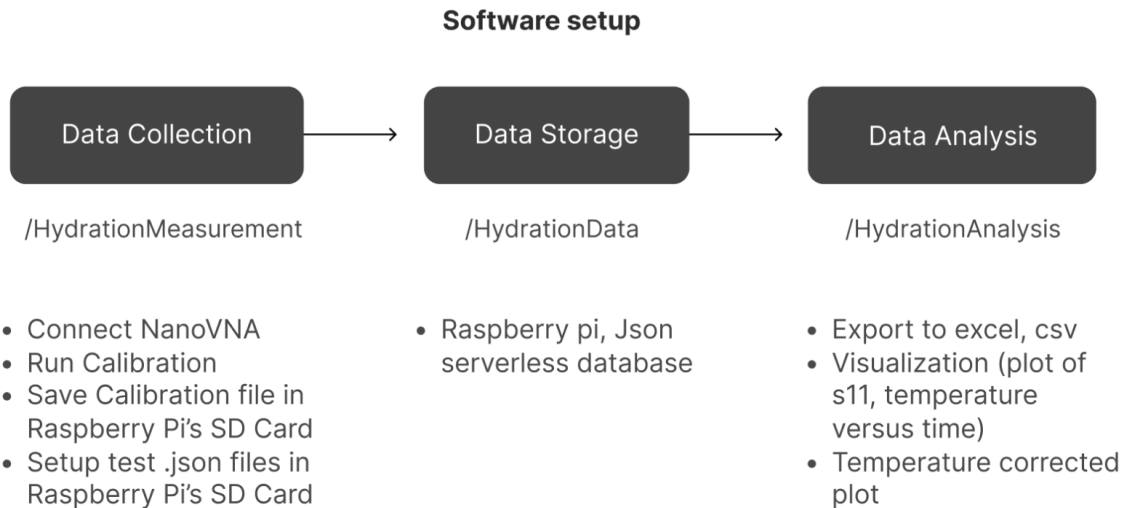 Software setup
Data Collection
Data Storage
Data Analysis
/HydrationMeasurement
/HydrationData
/HydrationAnalysis
• Connect NanoVNA
• Run Calibration
• Save Calibration file in
Raspberry Pi’s SD Card
• Setup test .json files in
Raspberry Pi’s SD Card
• Raspberry pi, Json
serverless database
• Export to excel, csv
• Visualization (plot of
s11, temperature
versus time)
• Temperature corrected
plot